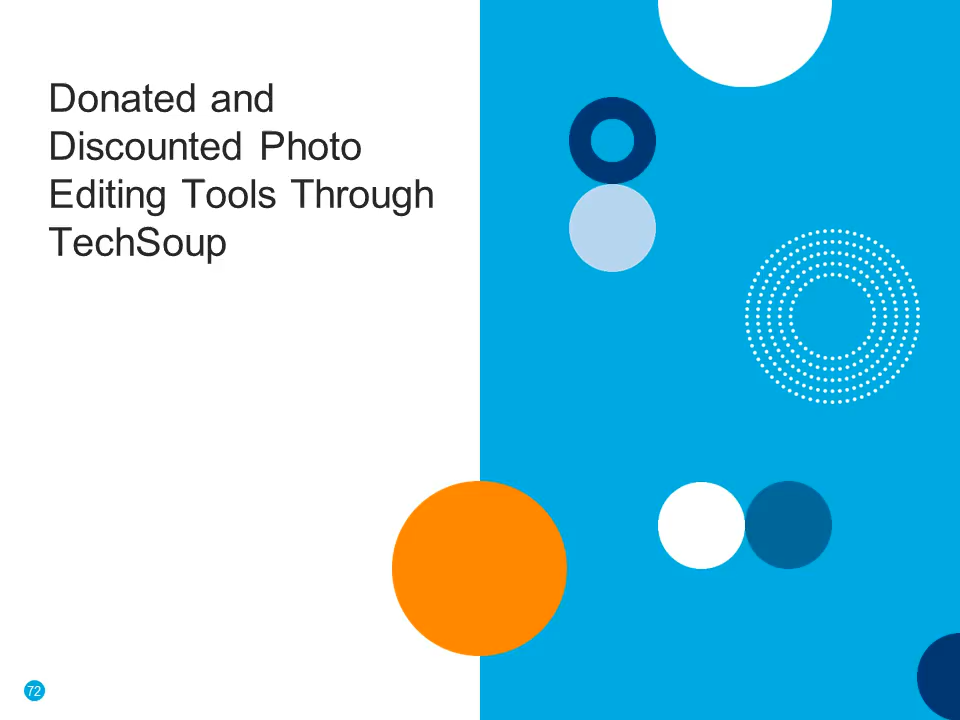 Donated and
Discounted Photo
Editing Tools Through
TechSoup
72